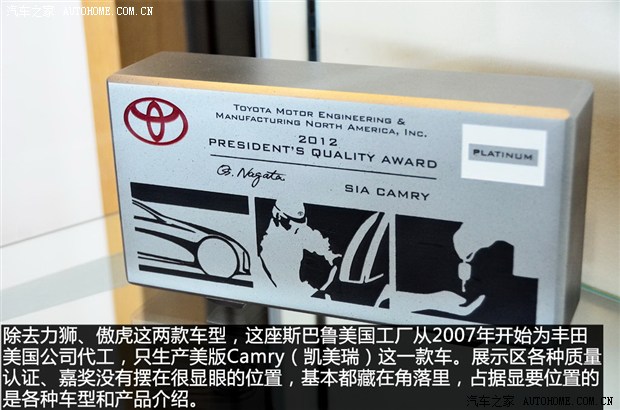 汽车之家 AUTOHOME.COM.CN
TOYOTA MOTOR ENGINEERING &
MANUFACTURING NORTH AMERICA, INC.
2012
PRESIDENT'S QUALITY AWARD
PLATINUM
B. Nagata
SIA CAMRY
除去力狮、傲虎这两款车型，这座斯巴鲁美国工厂从2007年开始为丰田
美国公司代工，只生产美版Camry（凯美瑞）这一款车。展示区各种质量
认证、嘉奖没有摆在很显眼的位置，基本都藏在角落里，占据显要位置的
是各种车型和产品介绍。
汽车之家 AUTOHOME.COM.CN